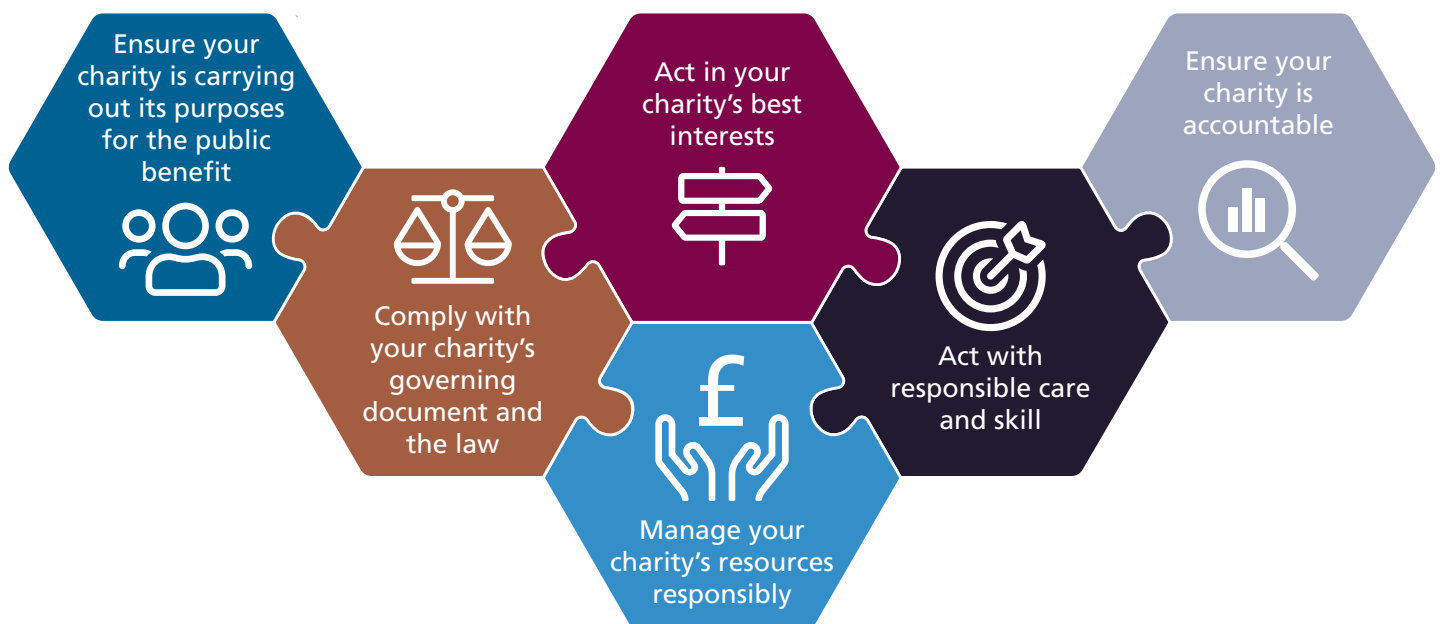 Ensure your
charity is carrying
out its purposes
for the public
benefit
Comply with
your charity’s
governing
document and
the law
Act in your
charity’s best
interests
£
Manage your
charity’s resources
responsibly
Act with
responsible care
and skill
Ensure your
charity is
accountable